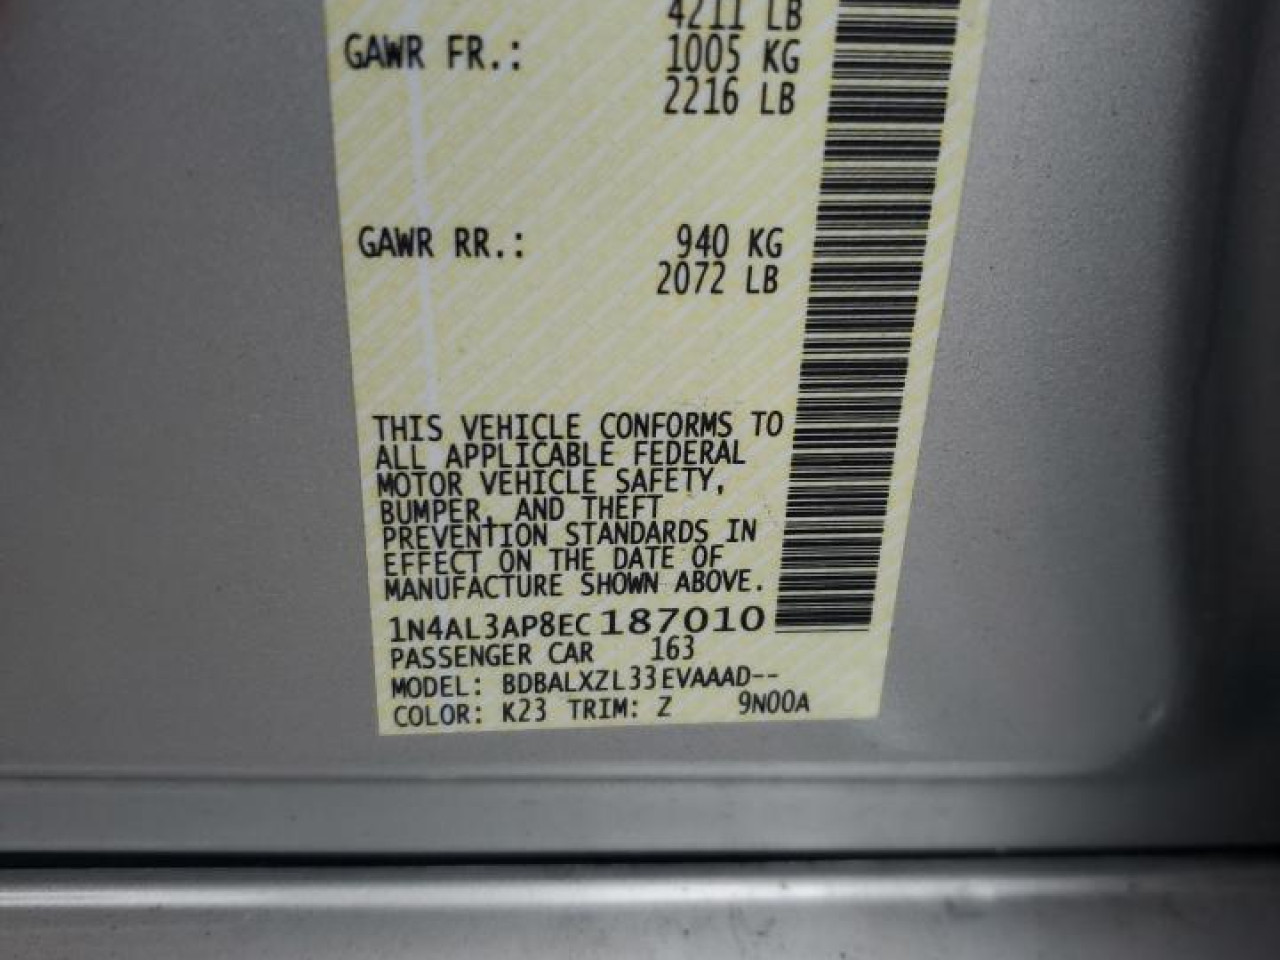 4211 LB
GAWR FR.: 1005 KG
2216 LB
GAWR RR.: 940 KG
2072 LB
THIS VEHICLE CONFORMS TO
ALL APPLICABLE FEDERAL
MOTOR VEHICLE SAFETY,
BUMPER, AND THEFT
PREVENTION STANDARDS IN
EFFECT ON THE DATE OF
MANUFACTURE SHOWN ABOVE.
1N4AL3AP8EC187010
PASSENGER CAR 163
MODEL: BDBALXZL33EVAAAD--
COLOR: K23 TRIM: Z 9N00A